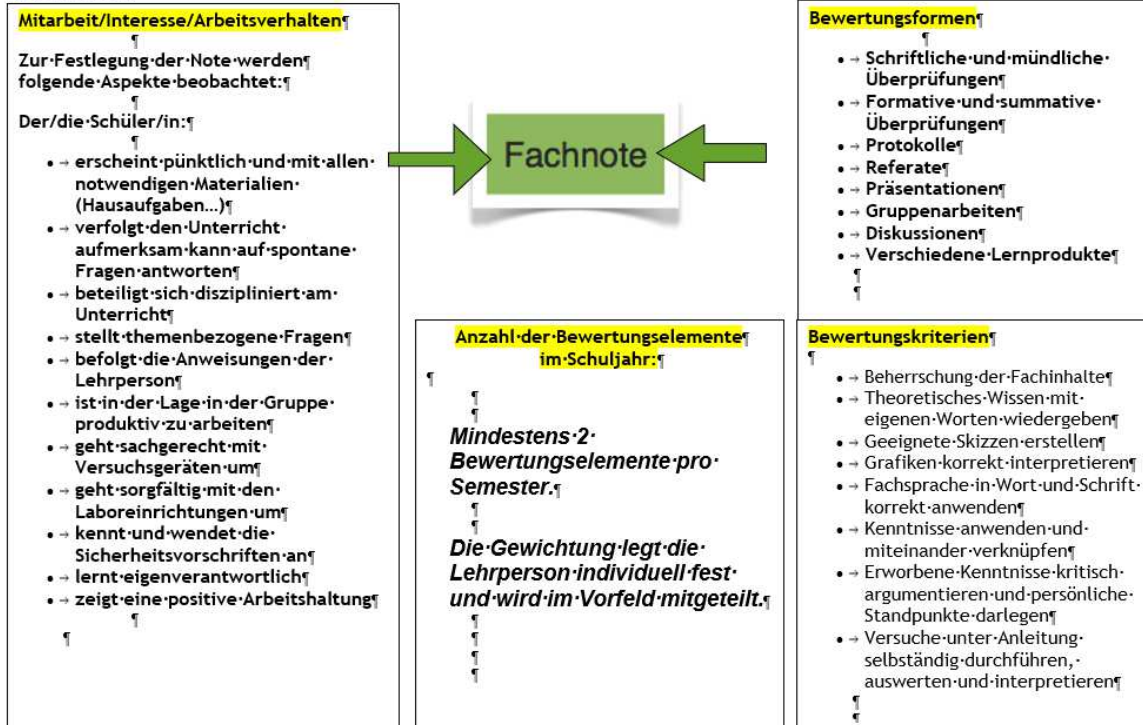 Mitarbeit/Interesse/Arbeitsverhalten¶
¶
Zur·Festlegung·der·Note·werden¶
folgende·Aspekte·beobachtet:¶
¶
Der/die·Schüler/in:¶
¶
• → erscheint·pünktlich·und·mit·allen·
notwendigen·Materialien·
(Hausaufgaben…)¶
• → verfolgt·den·Unterricht·
aufmerksam·kann·auf·spontane·
Fragen·antworten¶
• → beteiligt·sich·diszipliniert·am·
Unterricht¶
• → stellt·themenbezogene·Fragen¶
• → befolgt·die·Anweisungen·der·
Lehrperson¶
• → ist·in·der·Lage·in·der·Gruppe·
produktiv·zu·arbeiten¶
• → geht·sachgerecht·mit·
Versuchsgeräten·um¶
• → geht·sorgfältig·mit·den·
Laboreinrichtungen·um¶
• → kennt·und·wendet·die·
Sicherheitsvorschriften·an¶
• → lernt·eigenverantwortlich¶
• → zeigt·eine·positive·Arbeitshaltung¶
¶
¶
Fachnote
Bewertungsformen¶
¶
• → Schriftliche·und·mündliche·
Überprüfungen¶
• → Formative·und·summative·
Überprüfungen¶
• → Protokolle¶
• → Referate¶
• → Präsentationen¶
• → Gruppenarbeiten¶
• → Diskussionen¶
• → Verschiedene·Lernprodukte¶
¶
¶
Anzahl·der·Bewertungselemente¶
im·Schuljahr:¶
¶
¶
¶
Mindestens·2·
Bewertungselemente·pro·
Semester.¶
¶
¶
Die·Gewichtung·legt·die·
Lehrperson·individuell·fest·
und·wird·im·Vorfeld·mitgeteilt.¶
¶
¶
¶
¶
Bewertungskriterien¶
¶
• → Beherrschung·der·Fachinhalte¶
• → Theoretisches·Wissen·mit·
eigenen·Worten·wiedergeben¶
• → Geeignete·Skizzen·erstellen¶
• → Grafiken·korrekt·interpretieren¶
• → Fachsprache·in·Wort·und·Schrift·
korrekt·anwenden¶
• → Kenntnisse·anwenden·und·
miteinander·verknüpfen¶
• → Erworbene·Kenntnisse·kritisch·
argumentieren·und·persönliche·
Standpunkte·darlegen¶
• → Versuche·unter·Anleitung·
selbständig·durchführen,·
auswerten·und·interpretieren¶
¶
¶